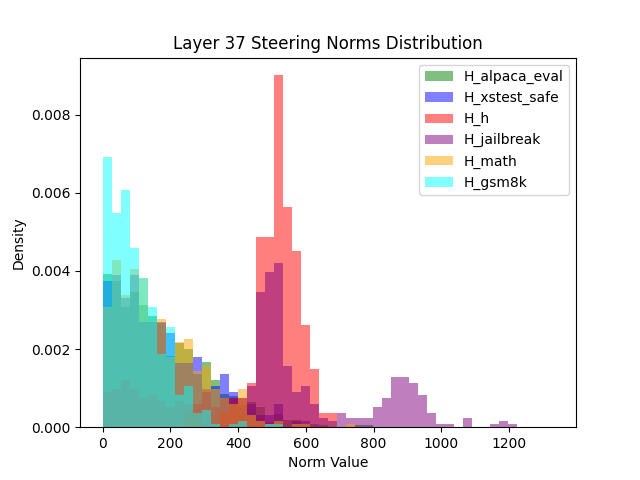 Layer 37 Steering Norms Distribution
H_alpaca_eval
H_xstest_safe
H_h
H_jailbreak
H_math
H_gsm8k
Density
0.008
0.006
0.004
0.002
0.000
0
200
400
600
800
1000
1200
Norm Value